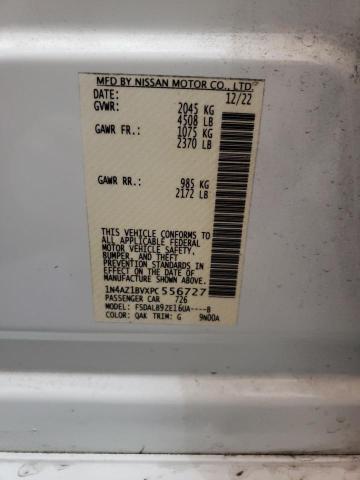 MFD BY NISSAN MOTOR CO., LTD.
DATE: 12/22
GVWR: 2045 KG
4508 LB
GAWR FR: 1075 KG
2370 LB
GAWR RR: 985 KG
2172 LB
THIS VEHICLE CONFORMS TO
ALL APPLICABLE FEDERAL
MOTOR VEHICLE SAFETY,
BUMPER, AND THEFT
PREVENTION STANDARDS
IN EFFECT ON THE DATE OF
MANUFACTURE SHOWN ABOVE.
1N4AZ1BVXPC556727
PASSENGER CAR 726
MODEL: FSDALB9ZE16UA----B
COLOR: QAK TRIM: G 9N00A